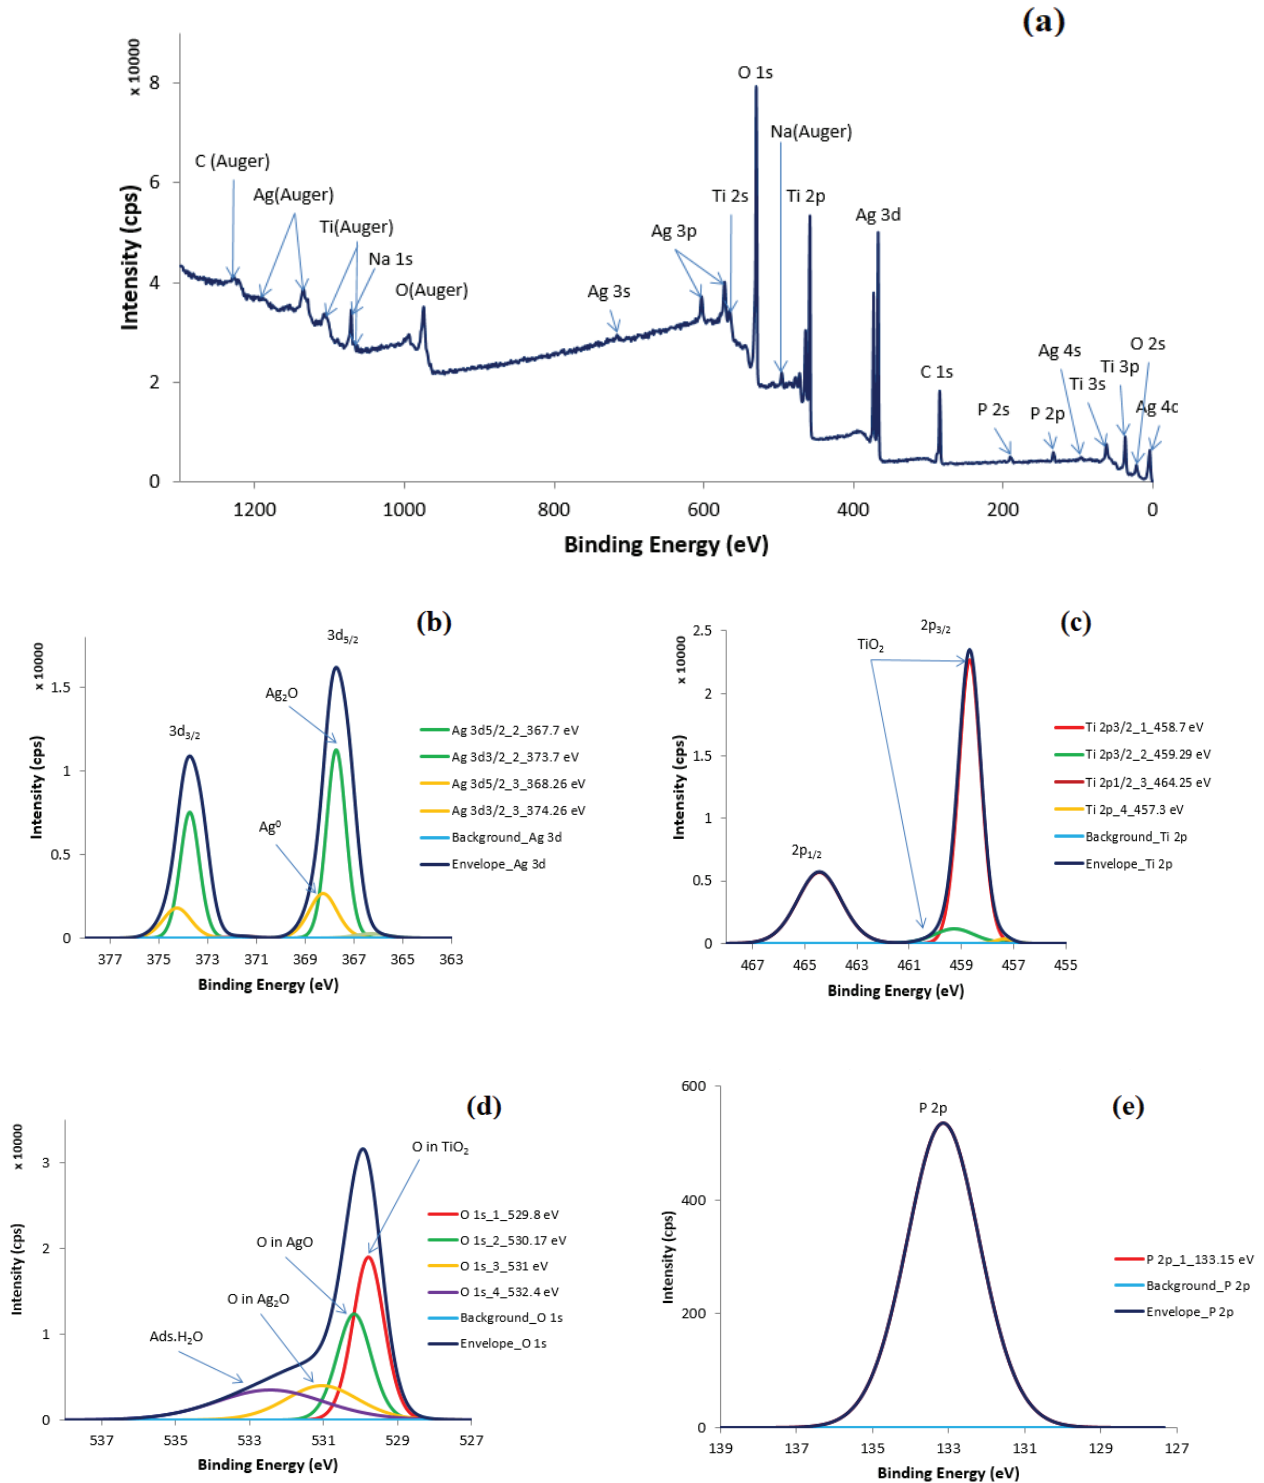 (a)
x 10000
Intensity (cps)
8
6
4
2
0
O 1s
Na(Auger)
C (Auger)
Ag(Auger)
Ti(Auger)
Na 1s
O(Auger)
Ag 3s
Ag 3p
Ti 2s
Ti 2p
Ag 3d
C 1s
P 2s
P 2p
Ag 4s
Ti 3s
Ti 3p
O 2s
Ag 4c
1200 1000 800 600 400 200 0
Binding Energy (eV)
(b)
x 10000
Intensity (cps)
1.5
1
0.5
0
3d5/2
Ag2O
3d3/2
Ag0
Ag 3d5/2_2_367.7 eV
Ag 3d3/2_2_373.7 eV
Ag 3d5/2_3_368.26 eV
Ag 3d3/2_3_374.26 eV
Background_Ag 3d
Envelope_Ag 3d
377 375 373 371 369 367 365 363
Binding Energy (eV)
(c)
x 10000
Intensity (cps)
2.5
2
1.5
1
0.5
0
2p3/2
TiO2
2p1/2
Ti 2p3/2_1_458.7 eV
Ti 2p3/2_2_459.29 eV
Ti 2p1/2_3_464.25 eV
Ti 2p_4_457.3 eV
Background_Ti 2p
Envelope_Ti 2p
467 465 463 461 459 457 455
Binding Energy (eV)
(d)
x 10000
Intensity (cps)
3
2
1
0
O in TiO2
O in AgO
O in Ag2O
Ads.H2O
O 1s_1_529.8 eV
O 1s_2_530.17 eV
O 1s_3_531 eV
O 1s_4_532.4 eV
Background_O 1s
Envelope_O 1s
537 535 533 531 529 527
Binding Energy (eV)
(e)
Intensity (cps)
600
400
200
0
P 2p
P 2p_1_133.15 eV
Background_P 2p
Envelope_P 2p
139 137 135 133 131 129 127
Binding Energy (eV)